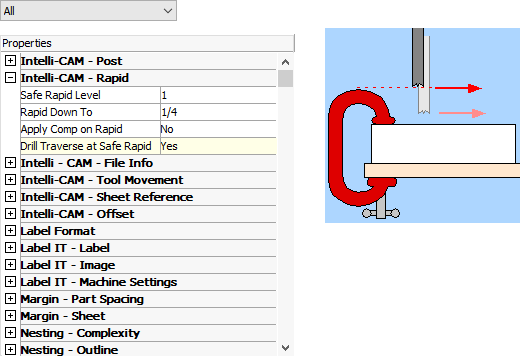 All
Properties
Intelli-CAM - Post
Intelli-CAM - Rapid
Safe Rapid Level 1
Rapid Down To 1/4
Apply Comp on Rapid No
Drill Traverse at Safe Rapid Yes
Intelli - CAM - File Info
Intelli-CAM - Tool Movement
Intelli-CAM - Sheet Reference
Intelli-CAM - Offset
Label Format
Label IT - Label
Label IT - Image
Label IT - Machine Settings
Margin - Part Spacing
Margin - Sheet
Nesting - Complexity
Nesting - Outline